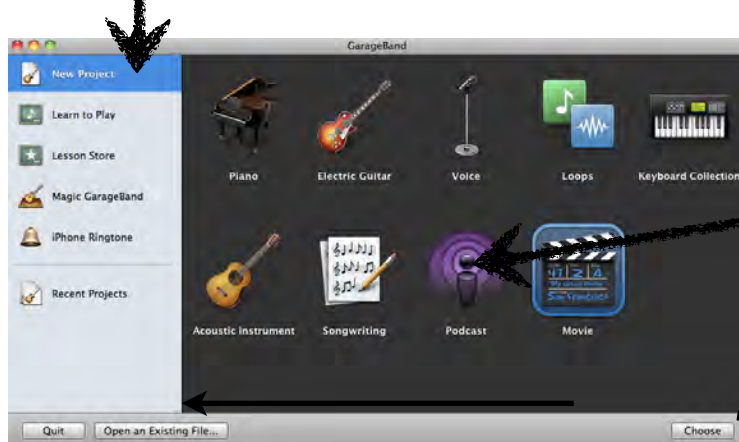 GarageBand
New Project
Learn to Play
Lesson Store
Magic GarageBand
iPhone Ringtone
Recent Projects
Piano
Electric Guitar
Voice
Loops
Keyboard Collection
Acoustic Instrument
Songwriting
Podcast
Movie
Quit
Open an Existing File...
Choose